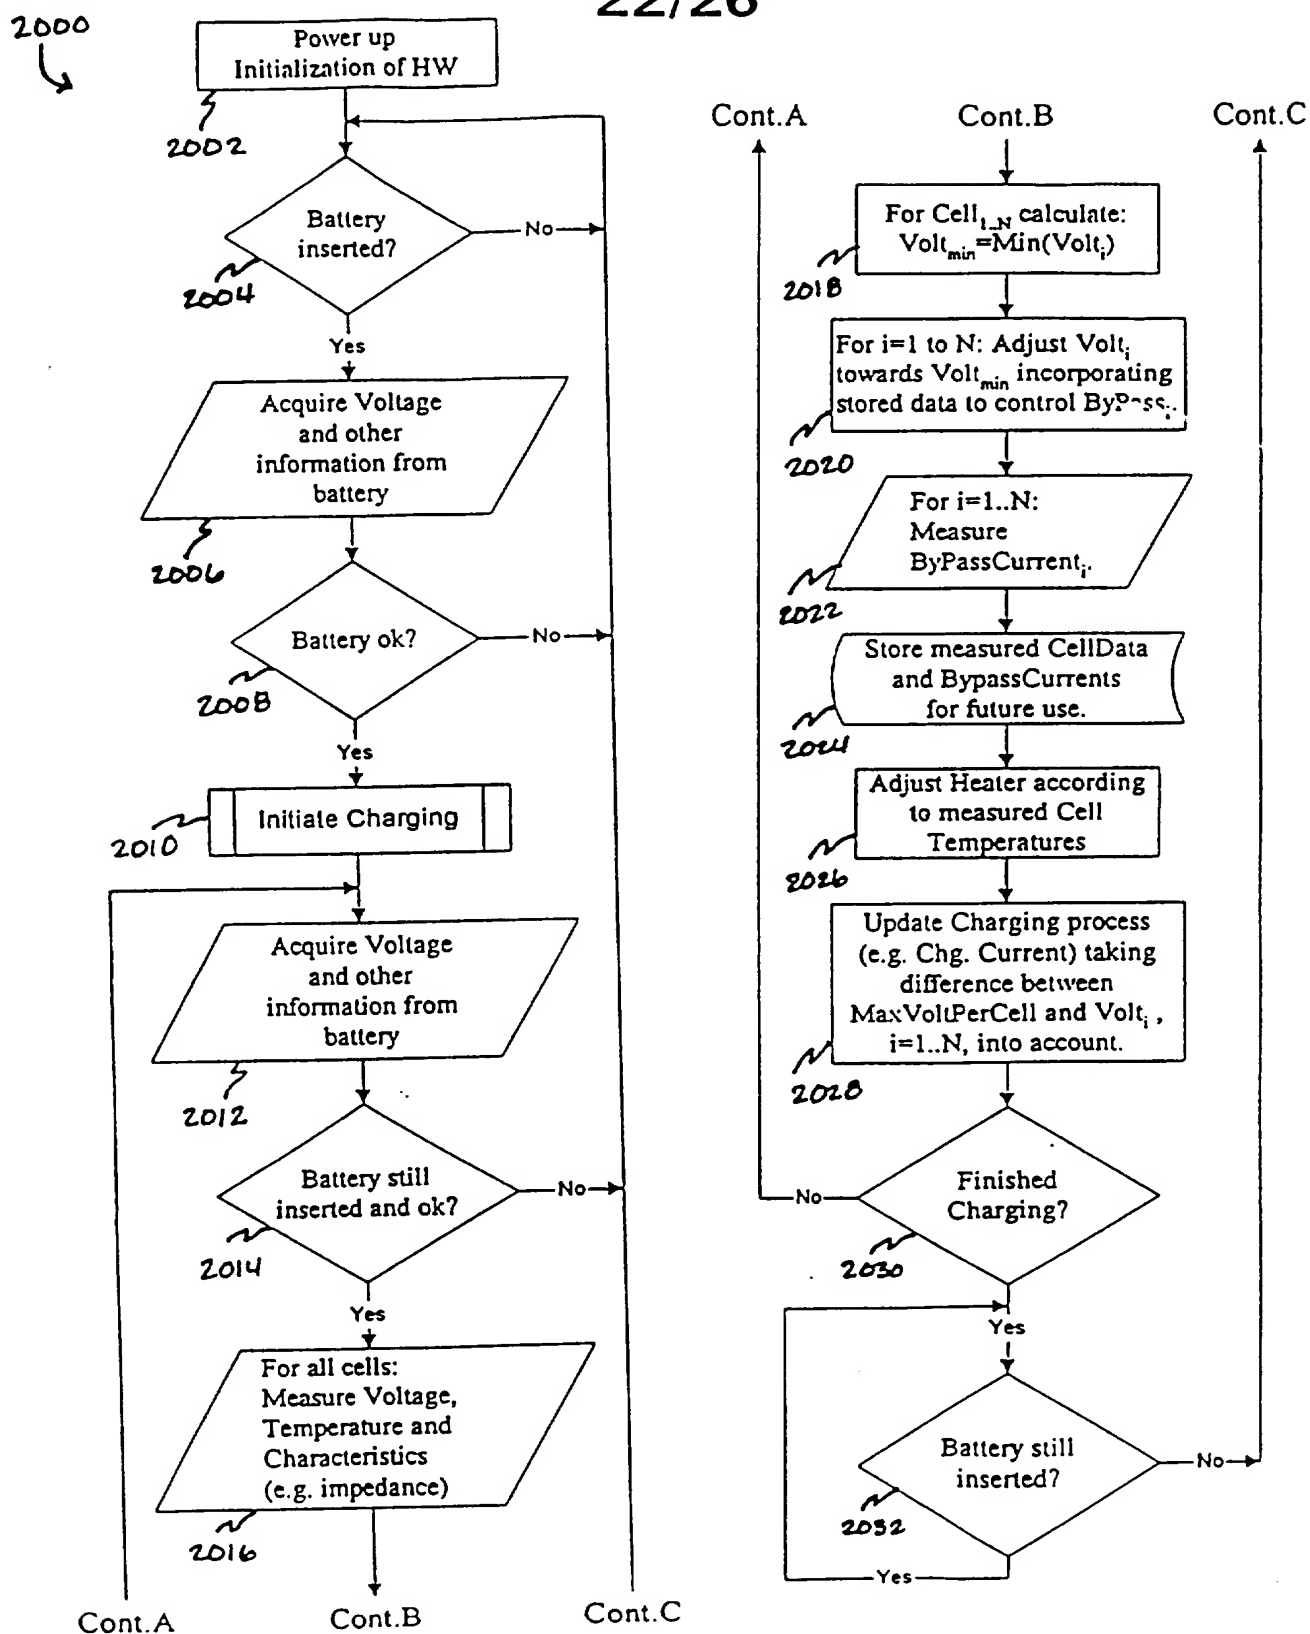 22/26
2000
Power up
Initialization of HW
2002
Battery
inserted?
No
2004
Yes
Acquire Voltage
and other
information from
battery
2006
Battery ok?
No
2008
Yes
Initiate Charging
2010
Acquire Voltage
and other
information from
battery
2012
Battery still
inserted and ok?
No
2014
Yes
For all cells:
Measure Voltage,
Temperature and
Characteristics
(e.g. impedance)
2016
Cont.A
Cont.B
Cont.C
Cont.A
Cont.B
Cont.C
For Cell1..N calculate:
Voltmin=Min(Volti)
2018
For i=1 to N: Adjust Volti
towards Voltmin incorporating
stored data to control ByPassi.
2020
For i=1..N:
Measure
ByPassCurrenti.
2022
Store measured CellData
and BypassCurrents
for future use.
2024
Adjust Heater according
to measured Cell
Temperatures
2026
Update Charging process
(e.g. Chg. Current) taking
difference between
MaxVoltPerCell and Volti ,
i=1..N, into account.
2028
Finished
Charging?
No
2030
Yes
Battery still
inserted?
No
2032
Yes